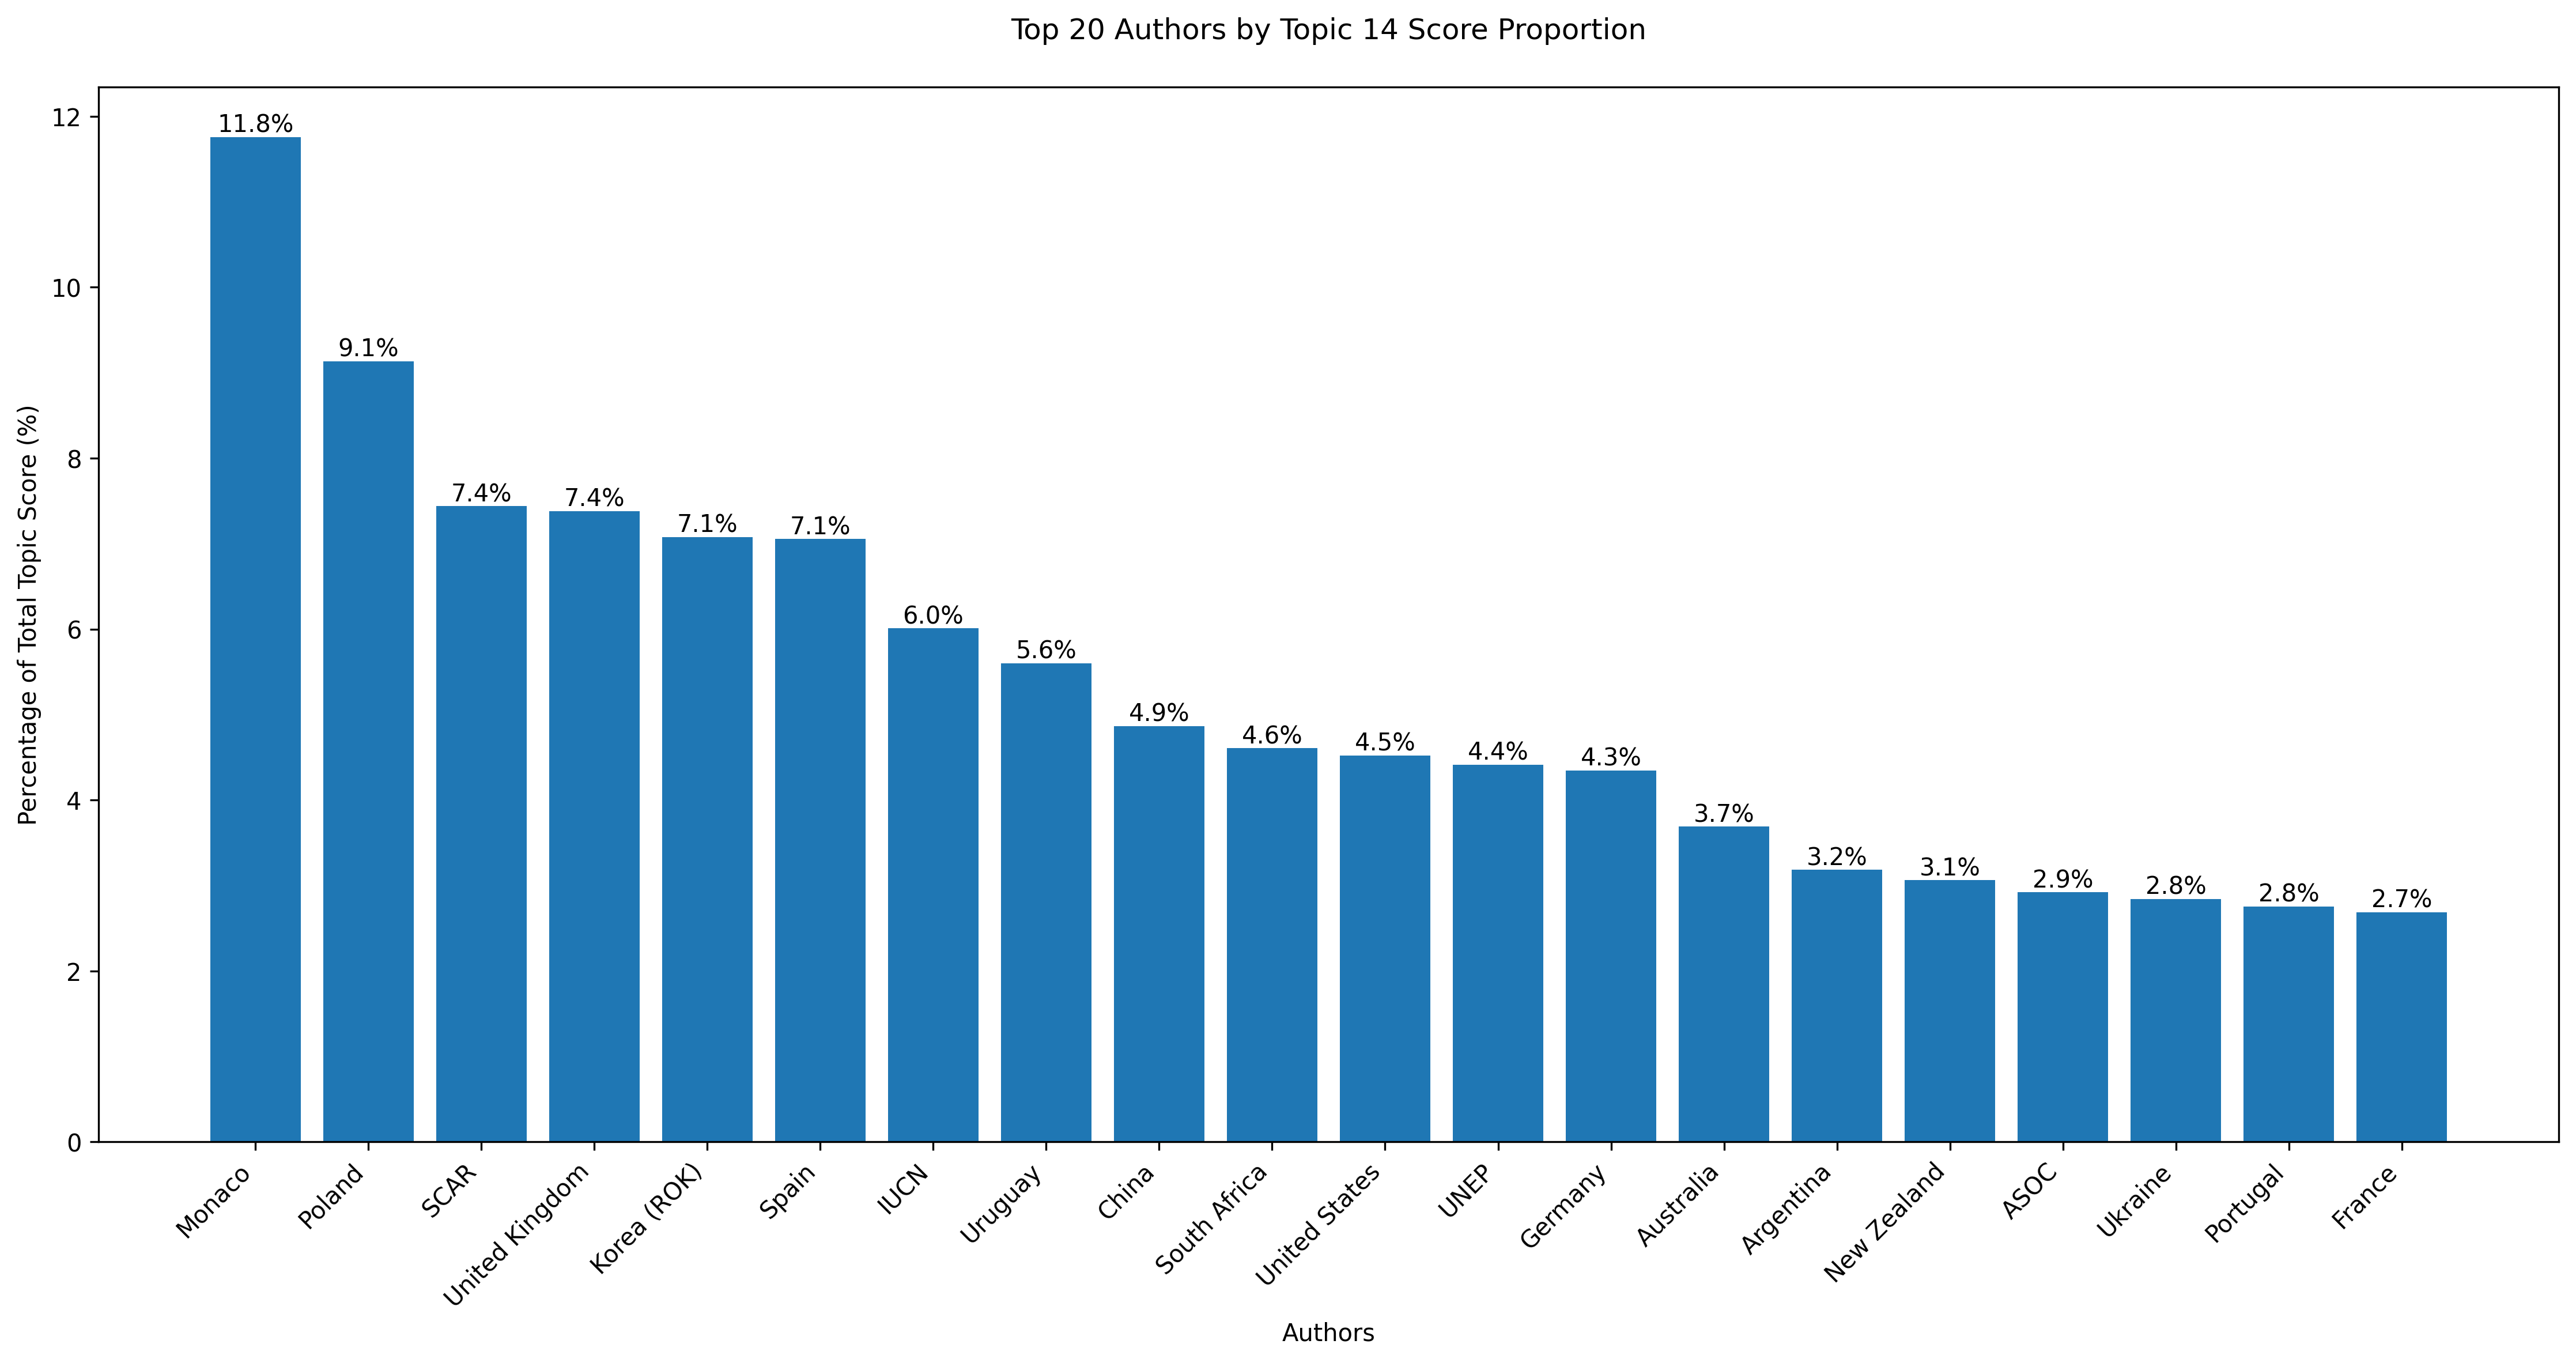 Top 20 Authors by Topic 14 Score Proportion
Percentage of Total Topic Score (%)
12
10
8
6
4
2
0
11.8%
9.1%
7.4%
7.4%
7.1%
7.1%
6.0%
5.6%
4.9%
4.6%
4.5%
4.4%
4.3%
3.7%
3.2%
3.1%
2.9%
2.8%
2.8%
2.7%
Monaco
Poland
SCAR
United Kingdom
Korea (ROK)
Spain
IUCN
Uruguay
China
South Africa
United States
UNEP
Germany
Australia
Argentina
New Zealand
ASOC
Ukraine
Portugal
France
Authors